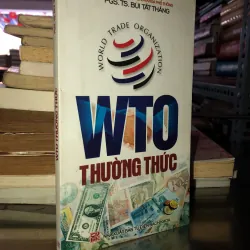 PGS. TS. BÙI TẤT THẮNG
WORLD TRADE ORGANIZATION
WTO
THƯỜNG THỨC